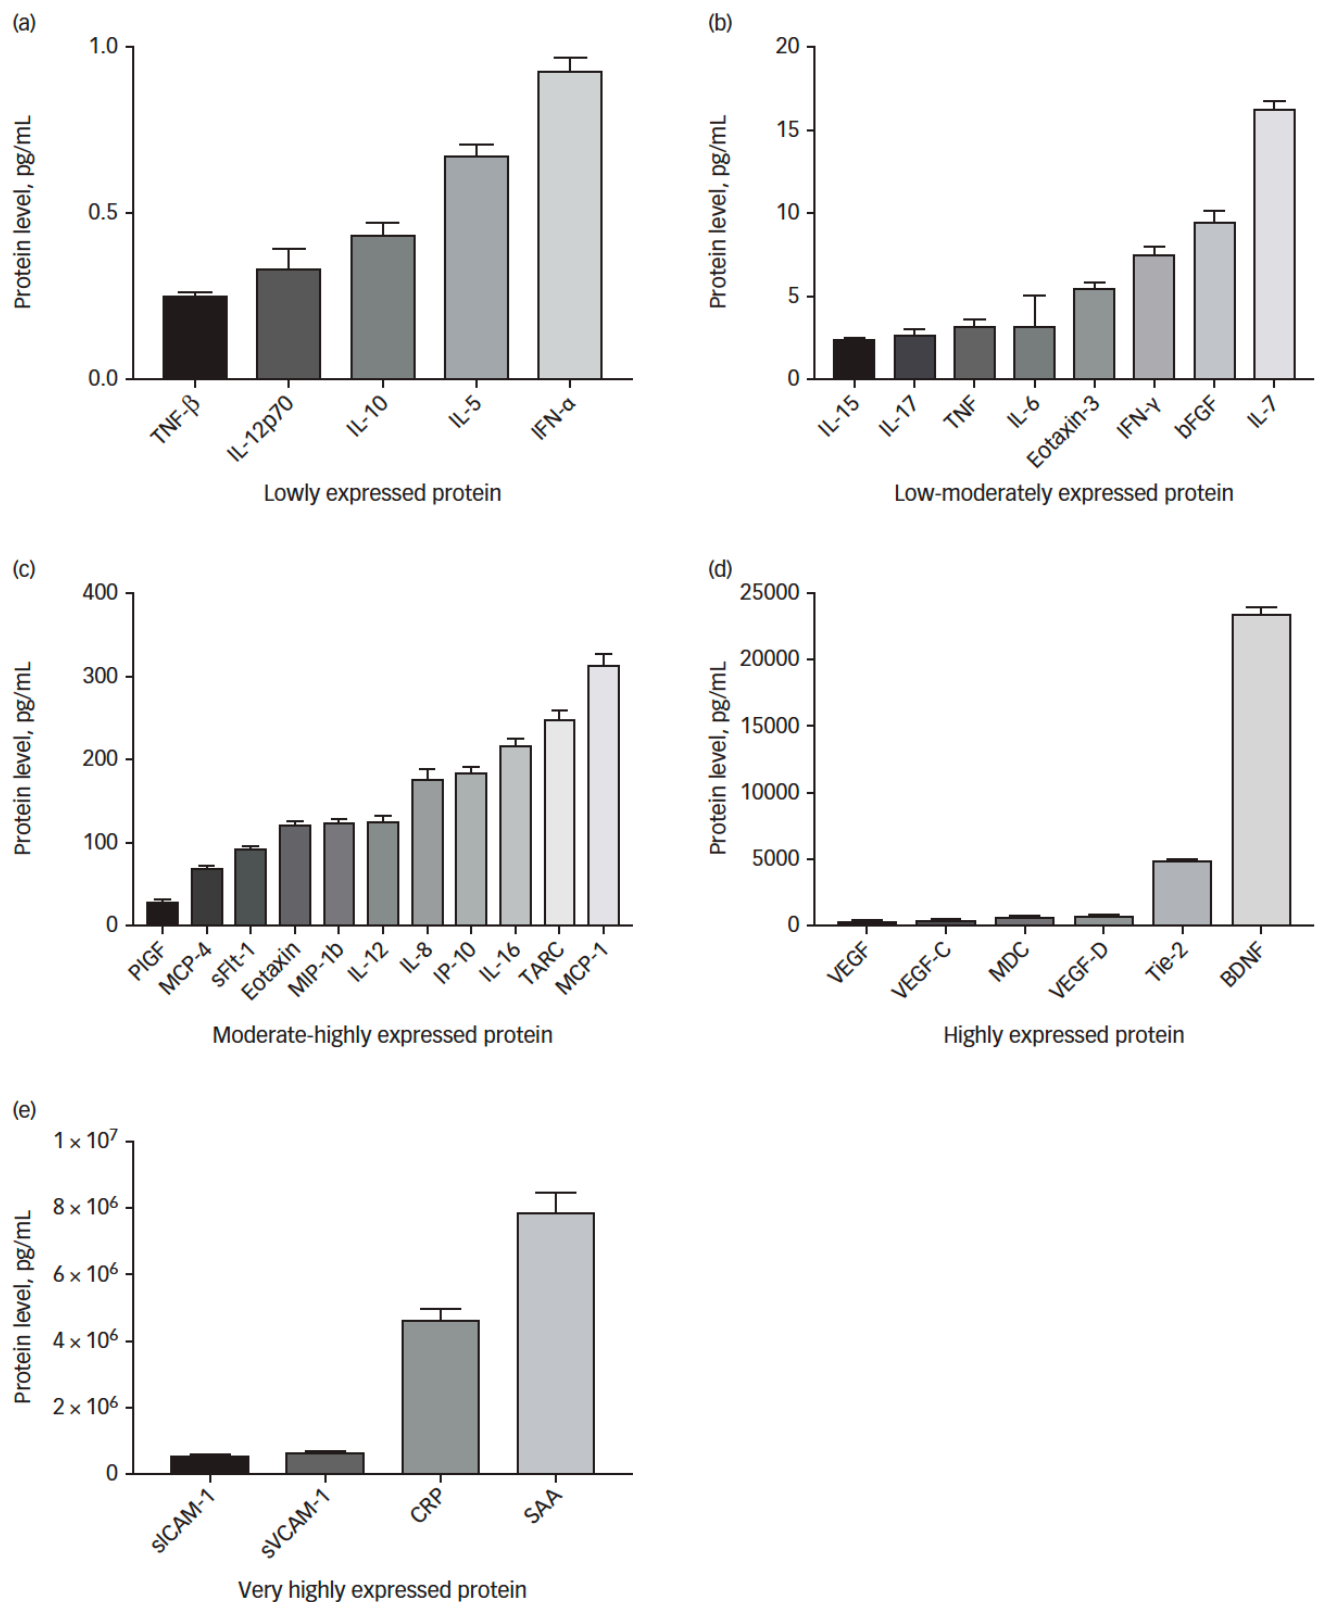 (a)
Protein level, pg/mL
1.0
0.5
0.0
TNF-β
IL-12p70
IL-10
IL-5
IFN-α
Lowly expressed protein
(b)
Protein level, pg/mL
20
15
10
5
0
IL-15
IL-17
TNF
IL-6
Eotaxin-3
IFN-γ
bFGF
IL-7
Low-moderately expressed protein
(c)
Protein level, pg/mL
400
300
200
100
0
PIGF
MCP-4
sFlt-1
Eotaxin
MIP-1b
IL-12
IL-8
IP-10
IL-16
TARC
MCP-1
Moderate-highly expressed protein
(d)
Protein level, pg/mL
25000
20000
15000
10000
5000
0
VEGF
VEGF-C
MDC
VEGF-D
Tie-2
BDNF
Highly expressed protein
(e)
Protein level, pg/mL
1 × 10⁷
8 × 10⁶
6 × 10⁶
4 × 10⁶
2 × 10⁶
0
sICAM-1
sVCAM-1
CRP
SAA
Very highly expressed protein